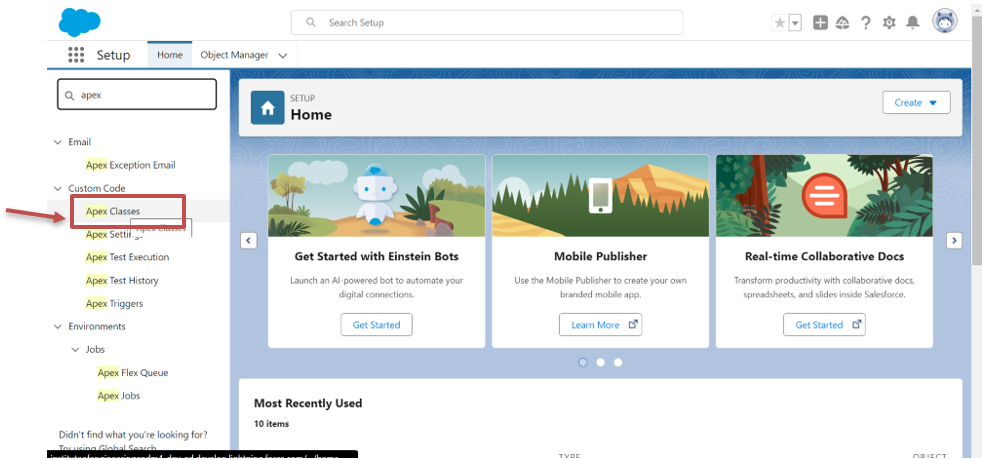 Search Setup
Setup
Home
Object Manager
apex
Email
Apex Exception Email
Custom Code
Apex Classes
Apex Classes
Apex
Apex Test Execution
Apex Test History
Apex Triggers
Environments
Jobs
Apex Flex Queue
Apex Jobs
Didn't find what you're looking for?
Try using Global Search
SETUP
Home
Create
Get Started with Einstein Bots
Launch an AI-powered bot to automate your
digital connections.
Get Started
Mobile Publisher
Use the Mobile Publisher to create your own
branded mobile app.
Learn More
Real-time Collaborative Docs
Transform productivity with collaborative docs,
spreadsheets, and slides inside Salesforce.
Get Started
Most Recently Used
10 items
TYPE
OBJECT